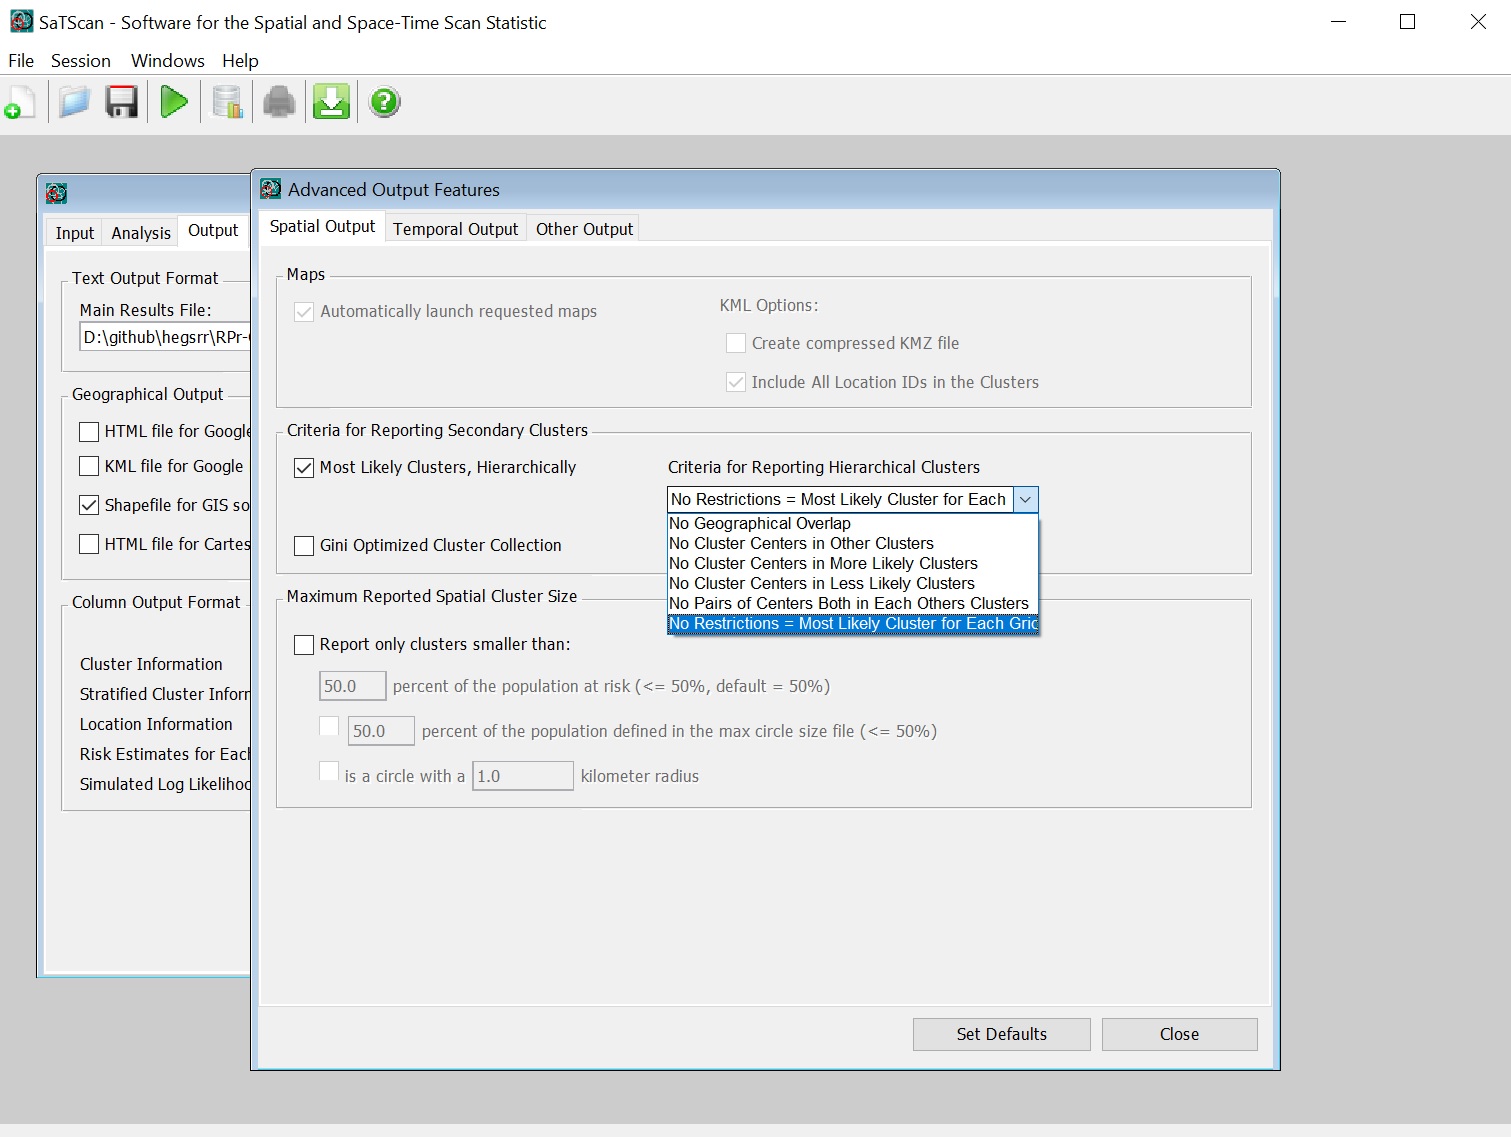 SaTScan - Software for the Spatial and Space-Time Scan Statistic
File Session Windows Help
Advanced Output Features
Input Analysis Output
Spatial Output Temporal Output Other Output
Text Output Format
Main Results File:
D:\github\hegsrr\RPr-
Geographical Output
HTML file for Google
KML file for Google
Shapefile for GIS so
HTML file for Cartes
Column Output Format
Cluster Information
Stratified Cluster Infor
Location Information
Risk Estimates for Each
Simulated Log Likelihoo
Maps
Automatically launch requested maps
KML Options:
Create compressed KMZ file
Include All Location IDs in the Clusters
Criteria for Reporting Secondary Clusters
Most Likely Clusters, Hierarchically
Criteria for Reporting Hierarchical Clusters
No Restrictions = Most Likely Cluster for Each
No Geographical Overlap
No Cluster Centers in Other Clusters
No Cluster Centers in More Likely Clusters
No Cluster Centers in Less Likely Clusters
No Pairs of Centers Both in Each Others Clusters
No Restrictions = Most Likely Cluster for Each Grid
Gini Optimized Cluster Collection
Maximum Reported Spatial Cluster Size
Report only clusters smaller than:
50.0 percent of the population at risk (<= 50%, default = 50%)
50.0 percent of the population defined in the max circle size file (<= 50%)
is a circle with a 1.0 kilometer radius
Set Defaults Close